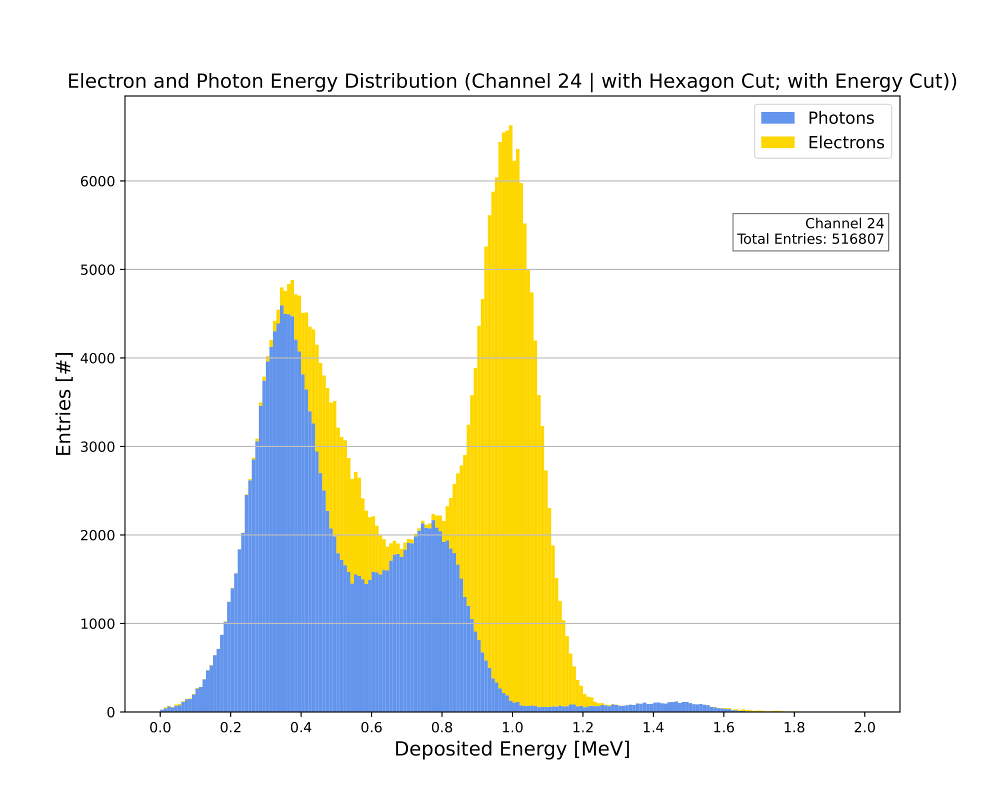 Electron and Photon Energy Distribution (Channel 24 | with Hexagon Cut; with Energy Cut))
Photons
Electrons
Channel 24
Total Entries: 516807
Entries [#]
6000
5000
4000
3000
2000
1000
0
0.0 0.2 0.4 0.6 0.8 1.0 1.2 1.4 1.6 1.8 2.0
Deposited Energy [MeV]